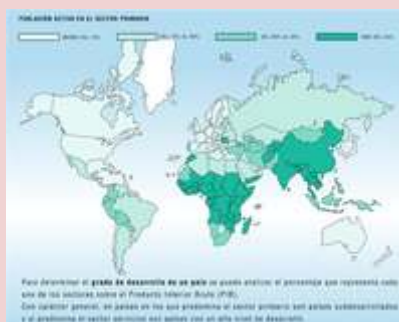 POBLACIÓN ACTIVA EN EL SECTOR PRIMARIO
Para determinar el grado de desarrollo de un país se puede analizar el porcentaje que representa cada
uno de los sectores sobre el Producto Interior Bruto (PIB).
Con carácter general, en países en los que predomina el sector primario son países subdesarrollados
y si predomina el sector servicios son países con un alto nivel de desarrollo.